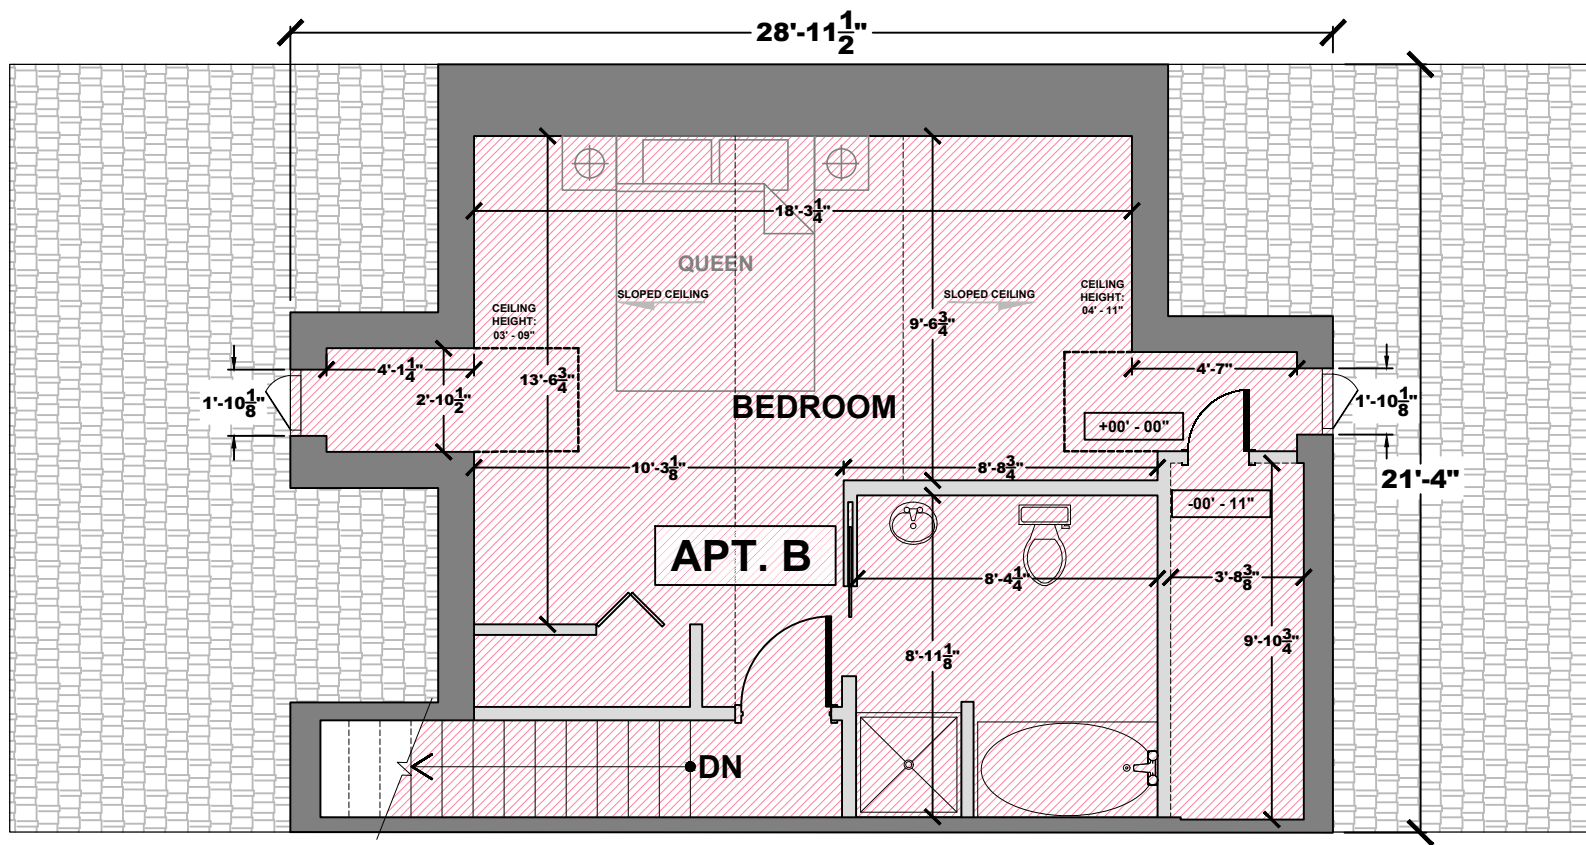 28'-11 1/2"
18'-3 1/4"
QUEEN
SLOPED CEILING
SLOPED CEILING
CEILING
HEIGHT:
03' - 09"
CEILING
HEIGHT:
04' - 11"
9'-6 3/4"
4'-1 1/4"
13'-6 3/4"
4'-7"
1'-10 1/8"
2'-10 1/2"
BEDROOM
1'-10 1/8"
+00' - 00"
10'-3 1/8"
8'-8 3/4"
21'-4"
-00' - 11"
APT. B
8'-4 1/4"
3'-8 3/8"
9'-10 3/4"
8'-11 1/8"
DN